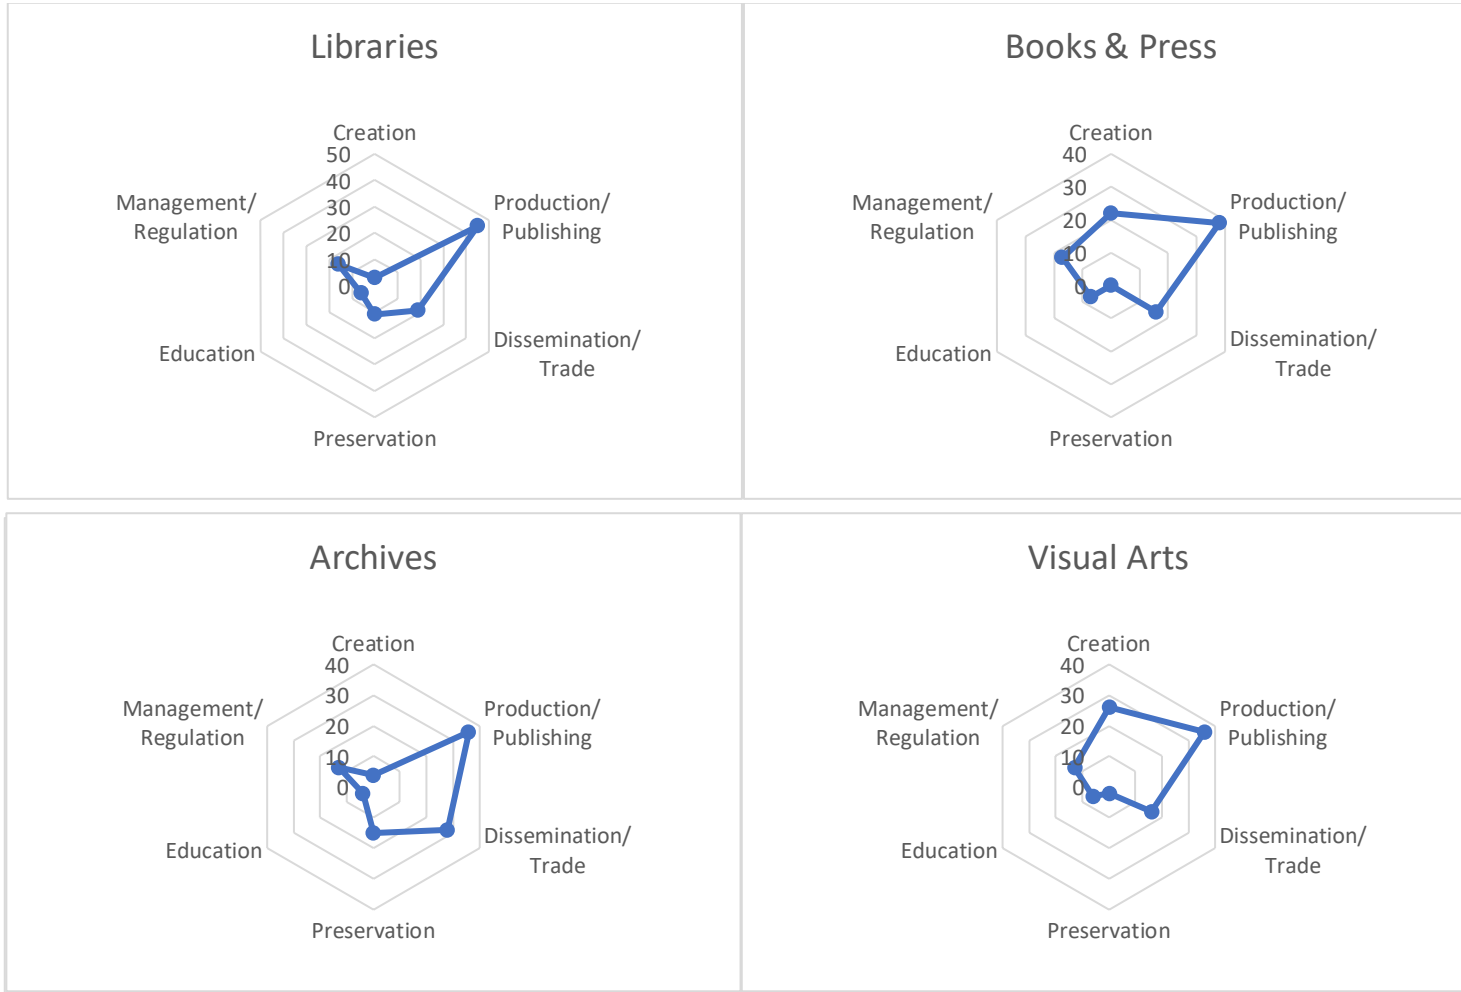 Libraries
Creation
50
40
30
20
10
0
Production/
Publishing
Dissemination/
Trade
Preservation
Education
Management/
Regulation
Books & Press
Creation
40
30
20
10
0
Production/
Publishing
Dissemination/
Trade
Preservation
Education
Management/
Regulation
Archives
Creation
40
30
20
10
0
Production/
Publishing
Dissemination/
Trade
Preservation
Education
Management/
Regulation
Visual Arts
Creation
40
30
20
10
0
Production/
Publishing
Dissemination/
Trade
Preservation
Education
Management/
Regulation